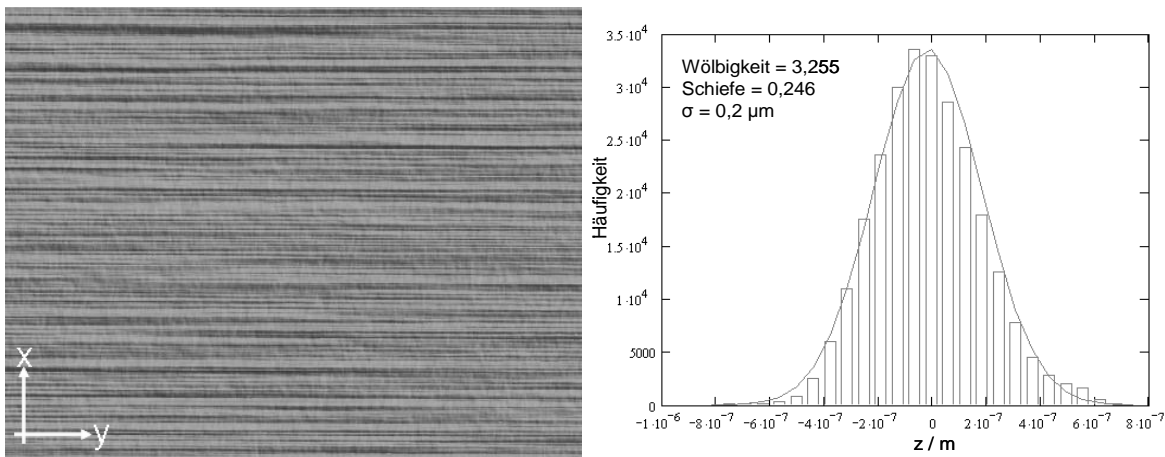 x
y
Wölbigkeit = 3,255
Schiefe = 0,246
σ = 0,2 µm
Häufigkeit
3.5·10⁴
3·10⁴
2.5·10⁴
2·10⁴
1.5·10⁴
1·10⁴
5000
0
−1·10⁻⁶ −8·10⁻⁷ −6·10⁻⁷ −4·10⁻⁷ −2·10⁻⁷ 0 2·10⁻⁷ 4·10⁻⁷ 6·10⁻⁷ 8·10⁻⁷
z / m